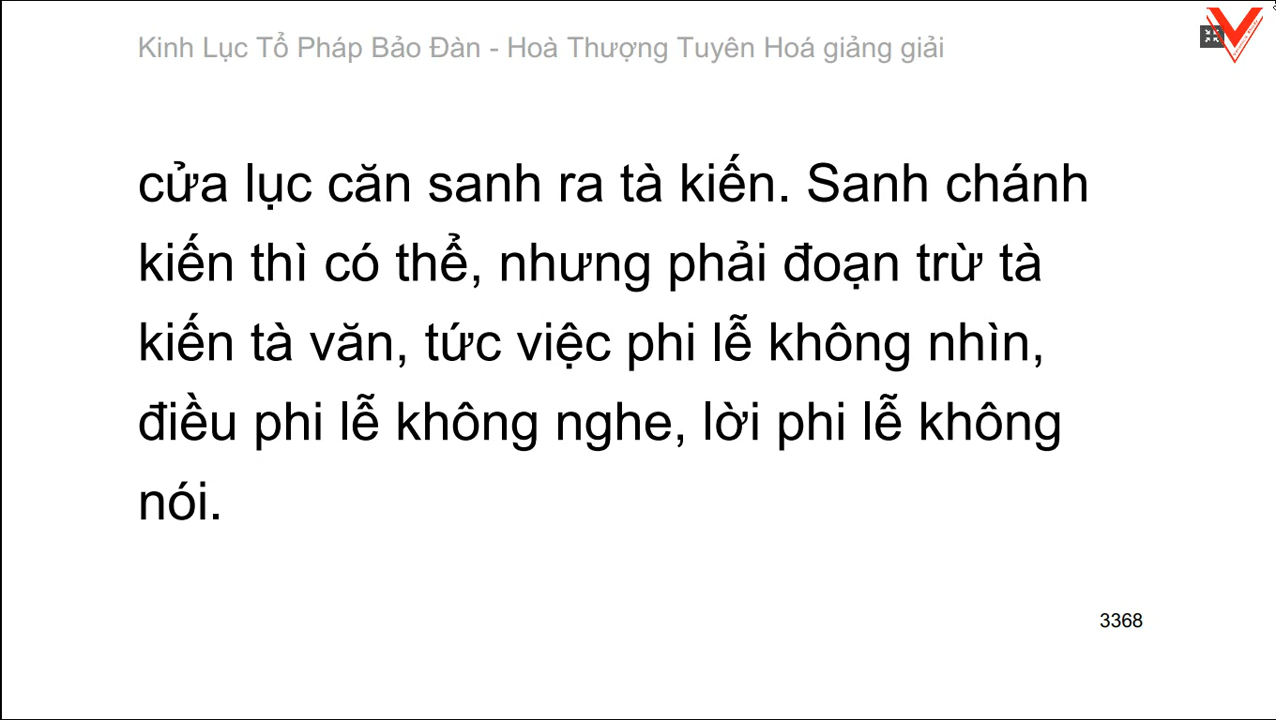 Kinh Lục Tổ Pháp Bảo Đàn - Hoà Thượng Tuyên Hoá giảng giải
cửa lục căn sanh ra tà kiến. Sanh chánh
kiến thì có thể, nhưng phải đoạn trừ tà
kiến tà văn, tức việc phi lễ không nhìn,
điều phi lễ không nghe, lời phi lễ không
nói.
3368